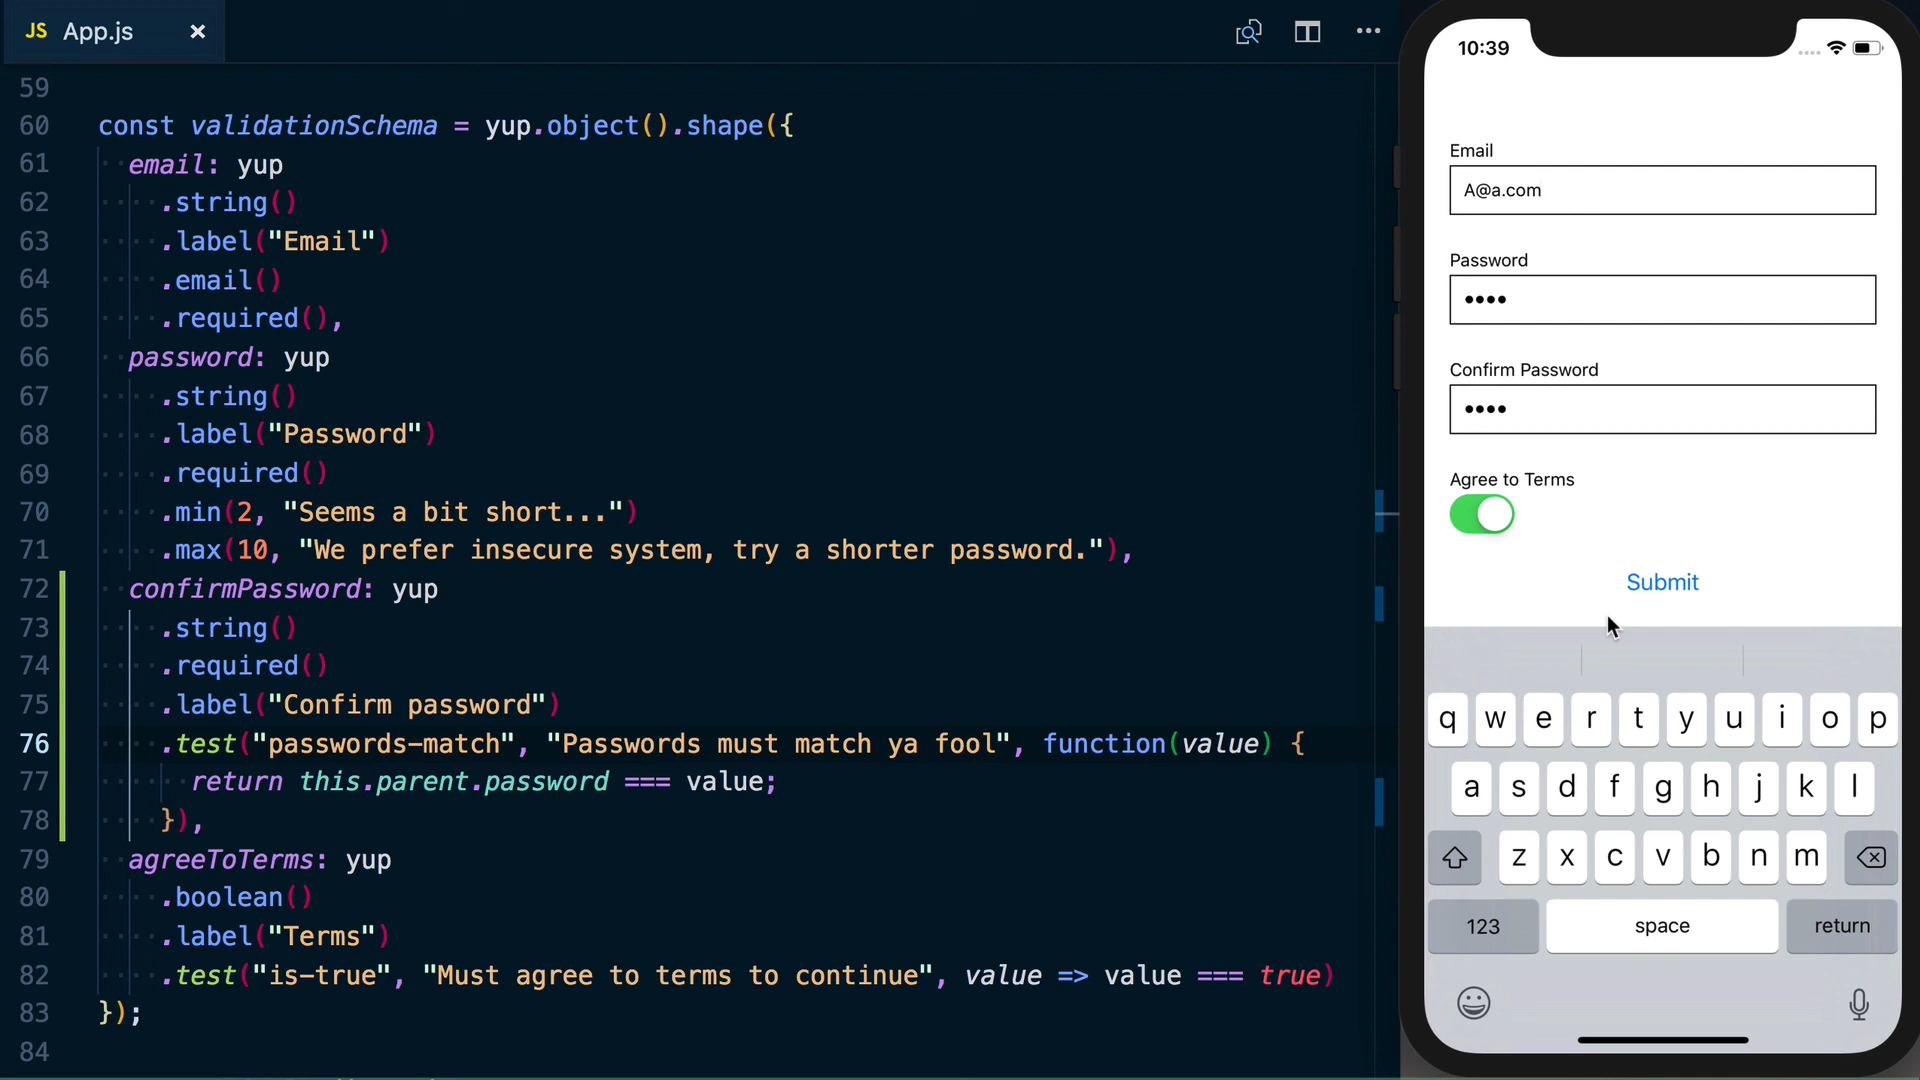 JS App.js ×
59
60 const validationSchema = yup.object().shape({
61 email: yup
62 .string()
63 .label("Email")
64 .email()
65 .required(),
66 password: yup
67 .string()
68 .label("Password")
69 .required()
70 .min(2, "Seems a bit short...")
71 .max(10, "We prefer insecure system, try a shorter password."),
72 confirmPassword: yup
73 .string()
74 .required()
75 .label("Confirm password")
76 .test("passwords-match", "Passwords must match ya fool", function(value) {
77 return this.parent.password === value;
78 }),
79 agreeToTerms: yup
80 .boolean()
81 .label("Terms")
82 .test("is-true", "Must agree to terms to continue", value => value === true)
83 });
84
10:39
Email
A@a.com
Password
••••
Confirm Password
••••
Agree to Terms
Submit
q w e r t y u i o p
a s d f g h j k l
z x c v b n m
123 space return